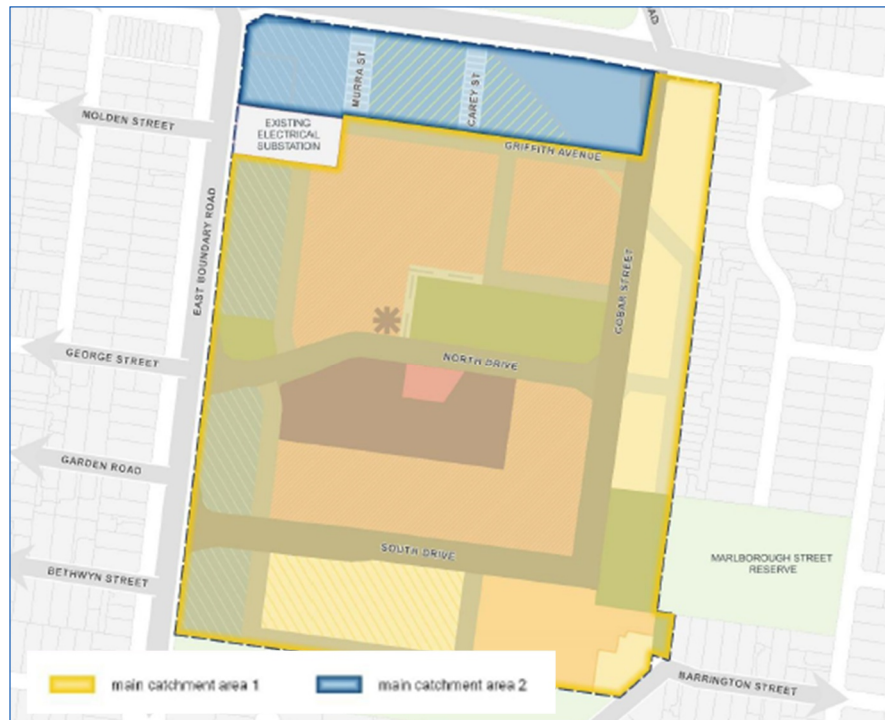 OAD
MOLDEN STREET
MURRA ST
CAREY ST
EXISTING
ELECTRICAL
SUBSTATION
GRIFFITH AVENUE
EAST BOUNDARY ROAD
COBAR STREET
GEORGE STREET
NORTH DRIVE
GARDEN ROAD
SOUTH DRIVE
BETHWYN STREET
MARLBOROUGH STREET
RESERVE
BARRINGTON STREET
main catchment area 1
main catchment area 2